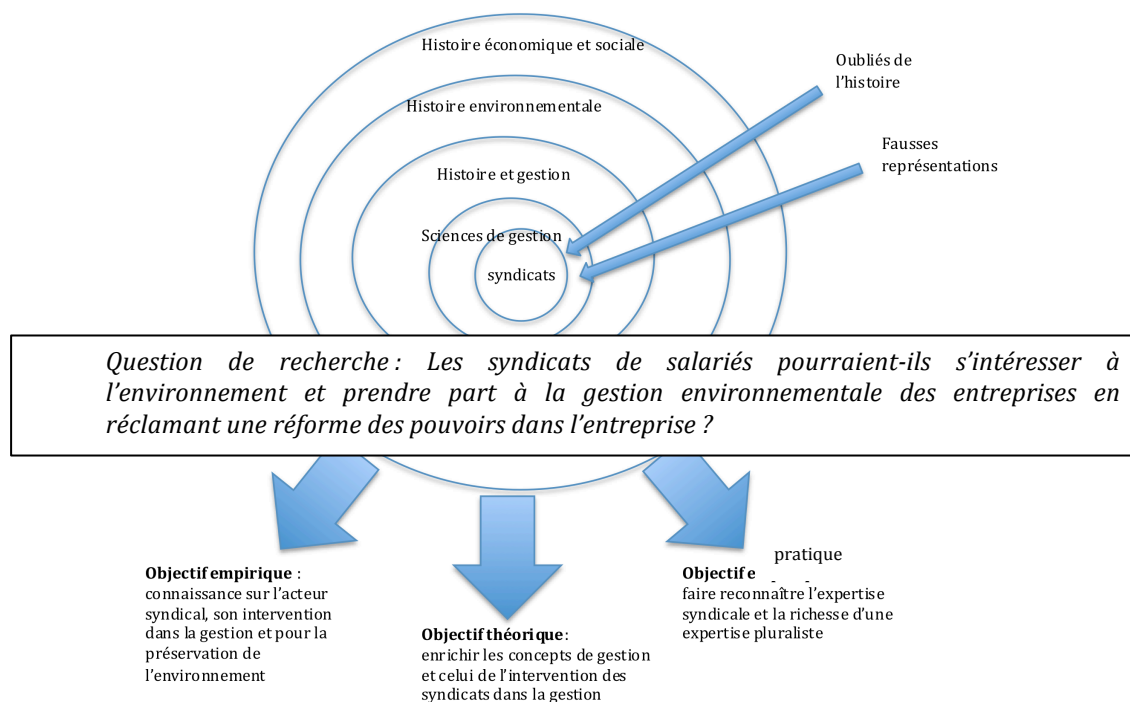 Histoire économique et sociale
Oubliés de
l'histoire
Histoire environnementale
Fausses
représentations
Histoire et gestion
Sciences de gestion
syndicats
Question de recherche : Les syndicats de salariés pourraient-ils s'intéresser à
l'environnement et prendre part à la gestion environnementale des entreprises en
réclamant une réforme des pouvoirs dans l'entreprise ?
Objectif empirique :
connaissance sur l'acteur
syndical, son intervention
dans la gestion et pour la
préservation de
l'environnement
Objectif théorique :
enrichir les concepts de gestion
et celui de l'intervention des
syndicats dans la gestion
pratique
Objectif e
faire reconnaître l'expertise
syndicale et la richesse d'une
expertise pluraliste